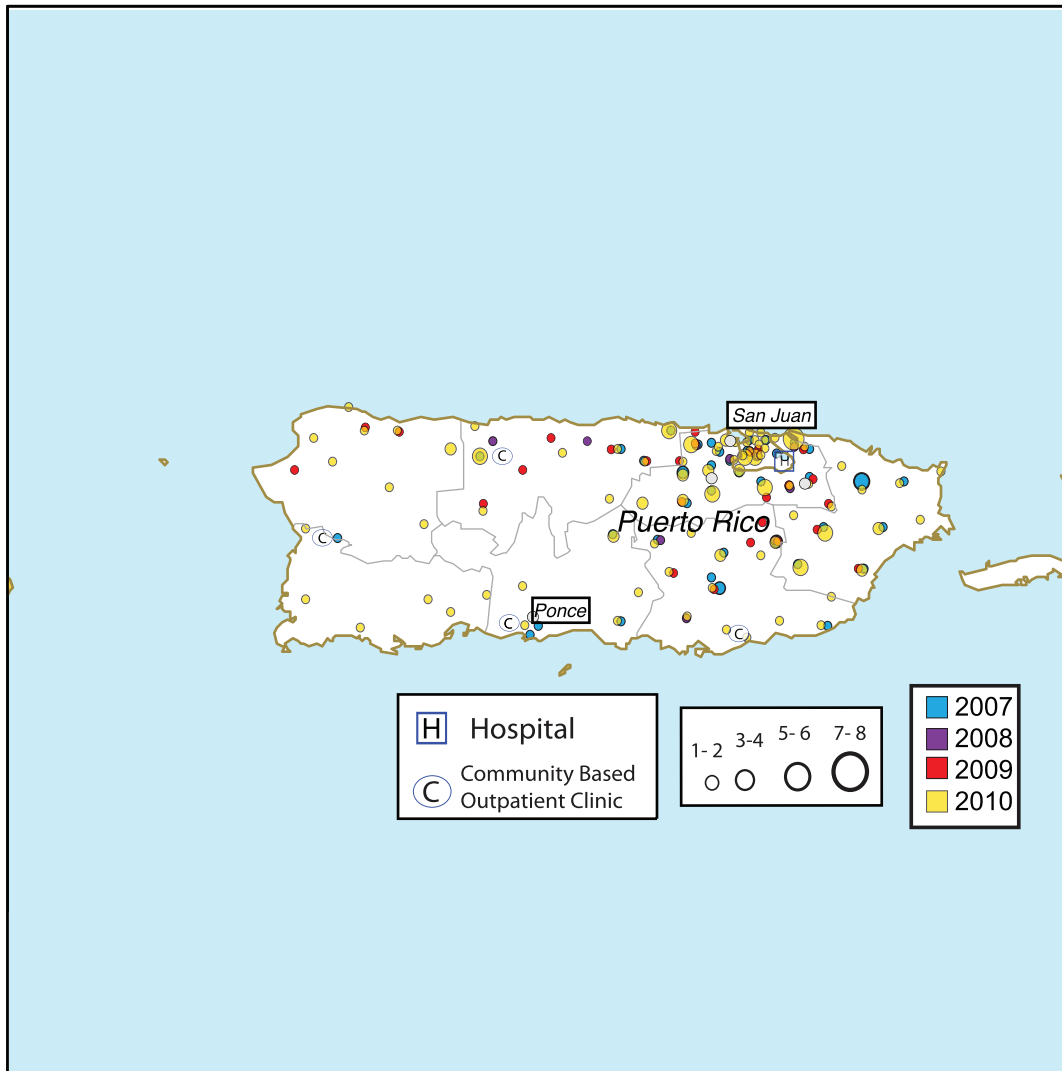 San Juan
C
H
Puerto Rico
C
Ponce
C
C
H Hospital
C Community Based
Outpatient Clinic
1- 2 3-4 5- 6 7- 8
2007
2008
2009
2010